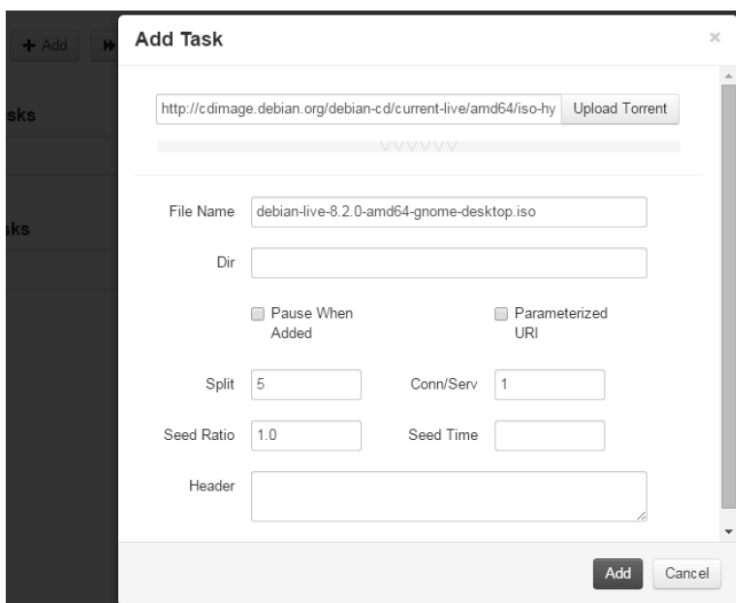 + Add
Add Task
×
sks
http://cdimage.debian.org/debian-cd/current-live/amd64/iso-hy
Upload Torrent
File Name
debian-live-8.2.0-amd64-gnome-desktop.iso
sks
Dir
Pause When
Added
Parameterized
URI
Split
5
Conn/Serv
1
Seed Ratio
1.0
Seed Time
Header
Add
Cancel